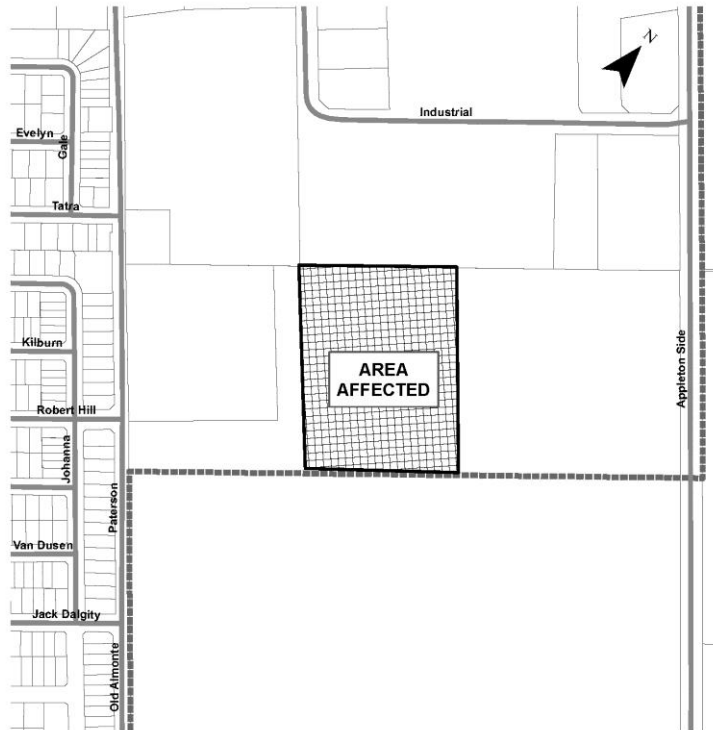 N
Industrial
Evelyn
Gale
Tatra
Kilburn
Robert Hill
Johanna
Paterson
Van Dusen
Jack Dalgity
Old Almonte
AREA
AFFECTED
Appleton Side